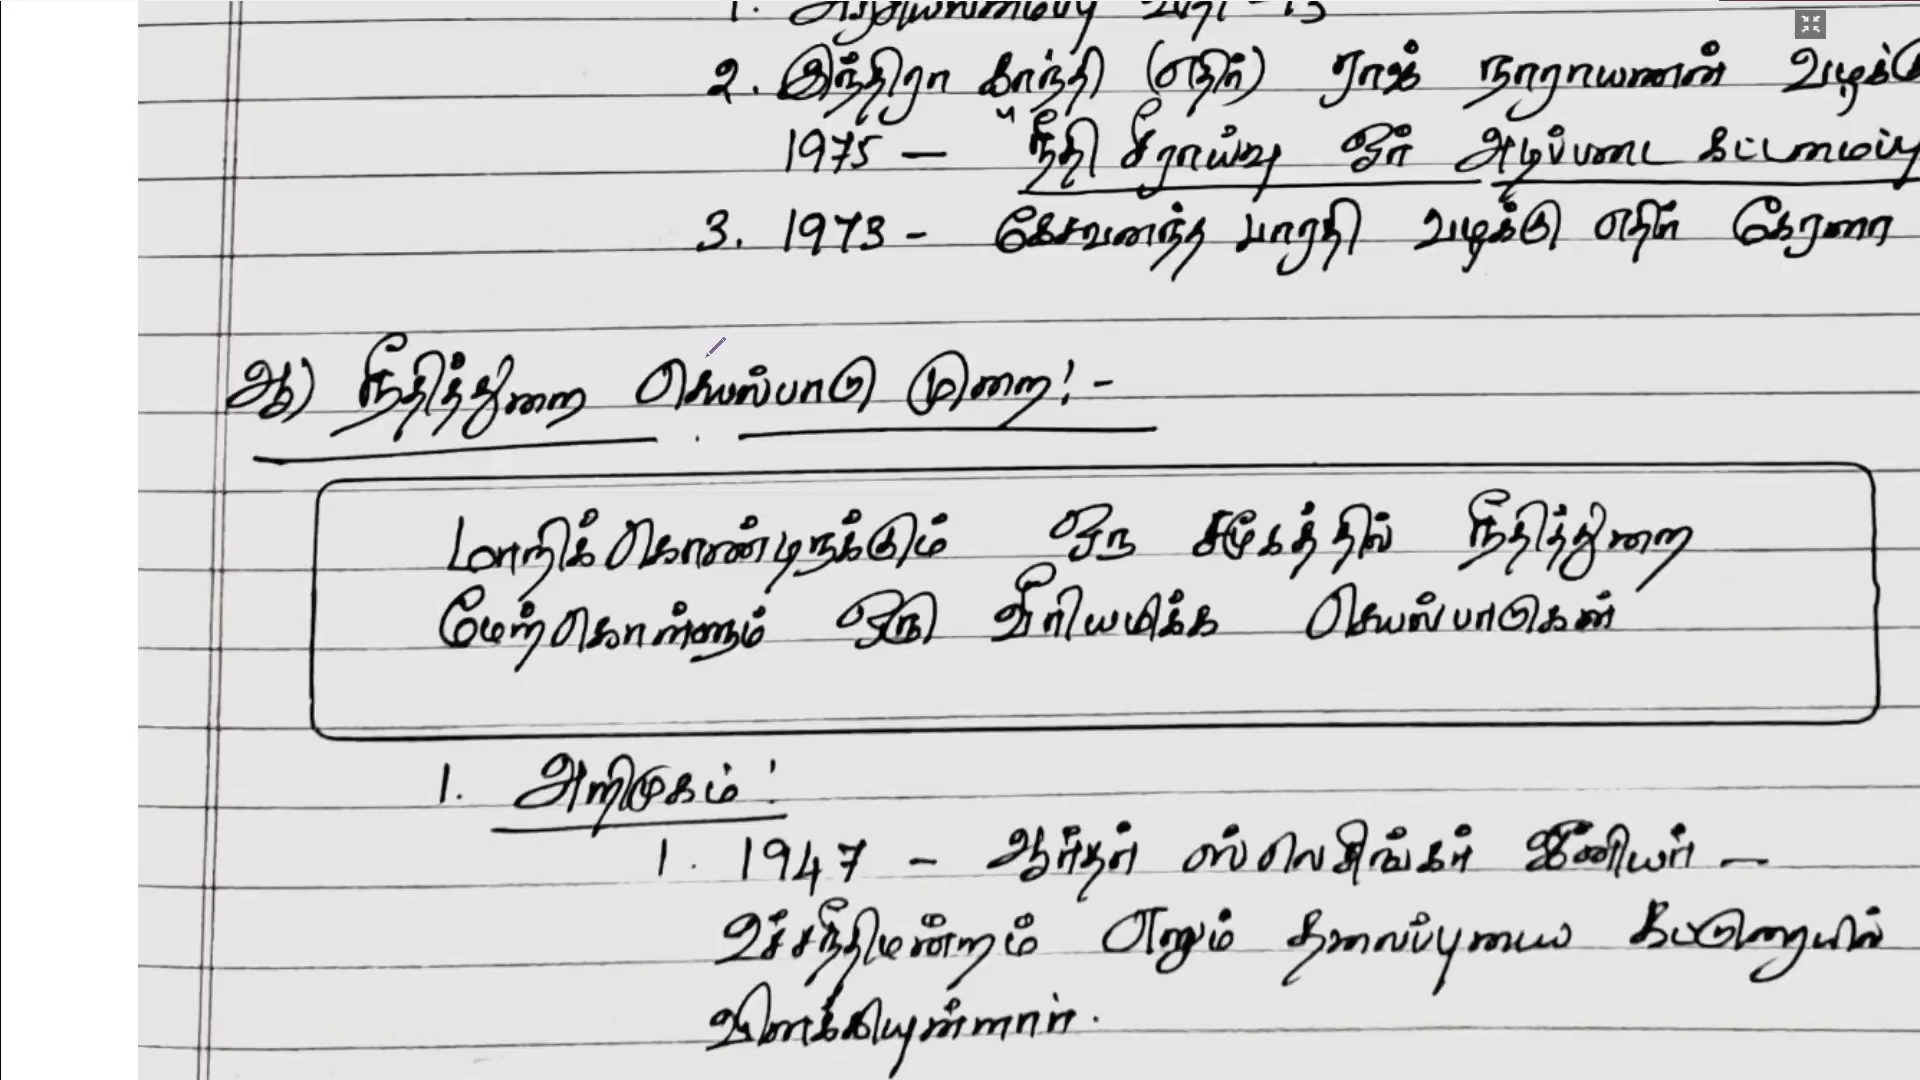 2. இந்திரா காந்தி (எதிர்) ராஜ் நாராயணன் வழக்கு
1975 – "நீதி சீராய்வு ஓர் அடிப்படை கட்டமைப்பு
3. 1973 - கேசவனந்த பாரதி வழக்கு எதிர் கேரளா
ஆ) நீதித்துறை செயல்பாடு முறை:-
மாறிக்கொண்டிருக்கும் ஒரு சமூகத்தில் நீதித்துறை
மேற்கொள்ளும் ஒரு வீரியமிக்க செயல்பாடுகள்
1. அறிமுகம்:
1. 1947 - ஆர்தர் ஸ்லெசிங்கர் ஜீனியர் –
உச்சநீதிமன்றம் எனும் தலைப்புடைய கட்டுரையில்
விளக்கியுள்ளார்.